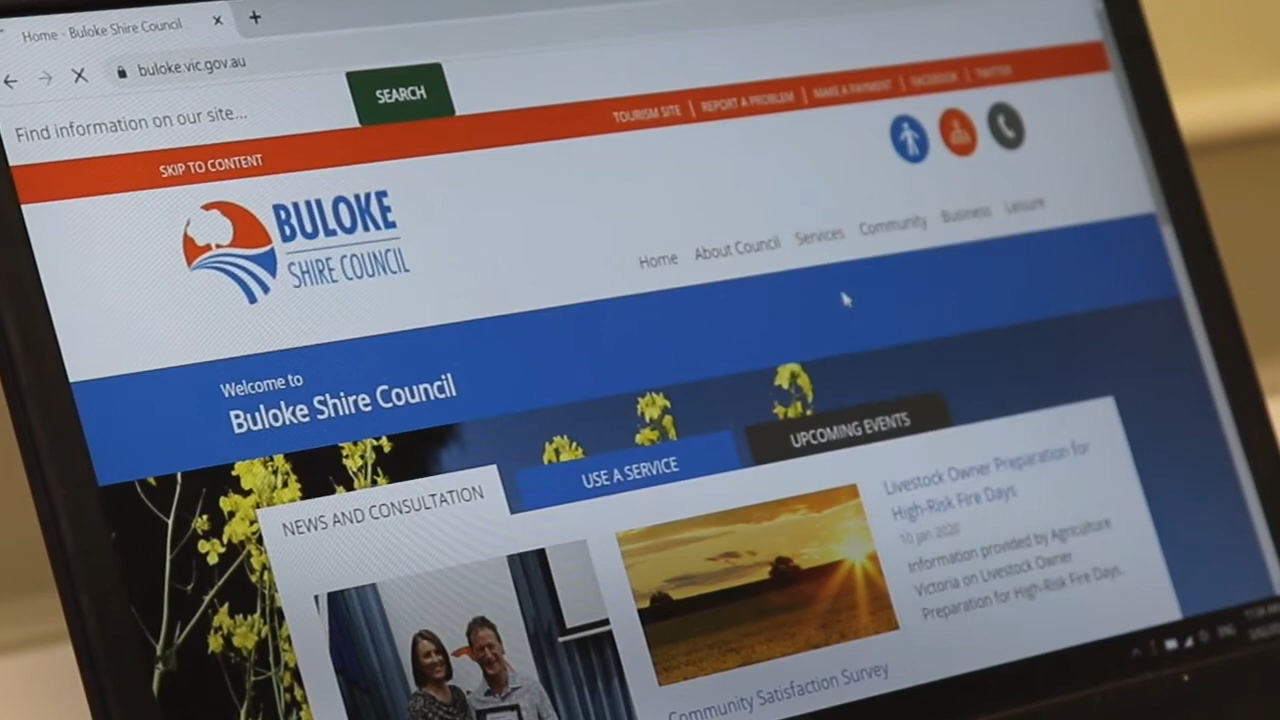 Home - Buloke Shire Council
buloke.vic.gov.au
Find information on our site...
SEARCH
SKIP TO CONTENT
TOURISM SITE | REPORT A PROBLEM | MAKE A PAYMENT | FACEBOOK | TWITTER
BULOKE
SHIRE COUNCIL
Home About Council Services Community Business Leisure
Welcome to
Buloke Shire Council
NEWS AND CONSULTATION
USE A SERVICE
UPCOMING EVENTS
Livestock Owner Preparation for
High-Risk Fire Days
10 Jan 2020
Information provided by Agriculture
Victoria on Livestock Owner
Preparation for High-Risk Fire Days.
Community Satisfaction Survey